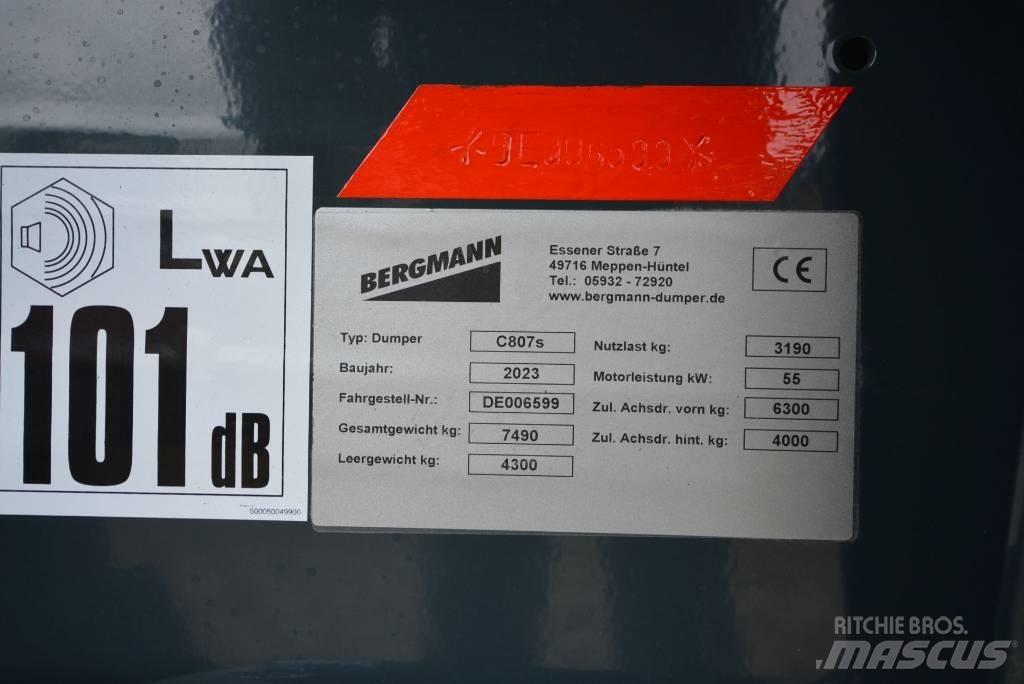 LWA
101
dB
500050049900
BERGMANN
Essener Straße 7
49716 Meppen-Hüntel
Tel.: 05932 - 72920
www.bergmann-dumper.de
CE
Typ: Dumper C807s
Baujahr: 2023
Fahrgestell-Nr.: DE006599
Gesamtgewicht kg: 7490
Leergewicht kg: 4300
Nutzlast kg: 3190
Motorleistung kW: 55
Zul. Achsdr. vorn kg: 6300
Zul. Achsdr. hint. kg: 4000
RITCHIE BROS.
MASCUS